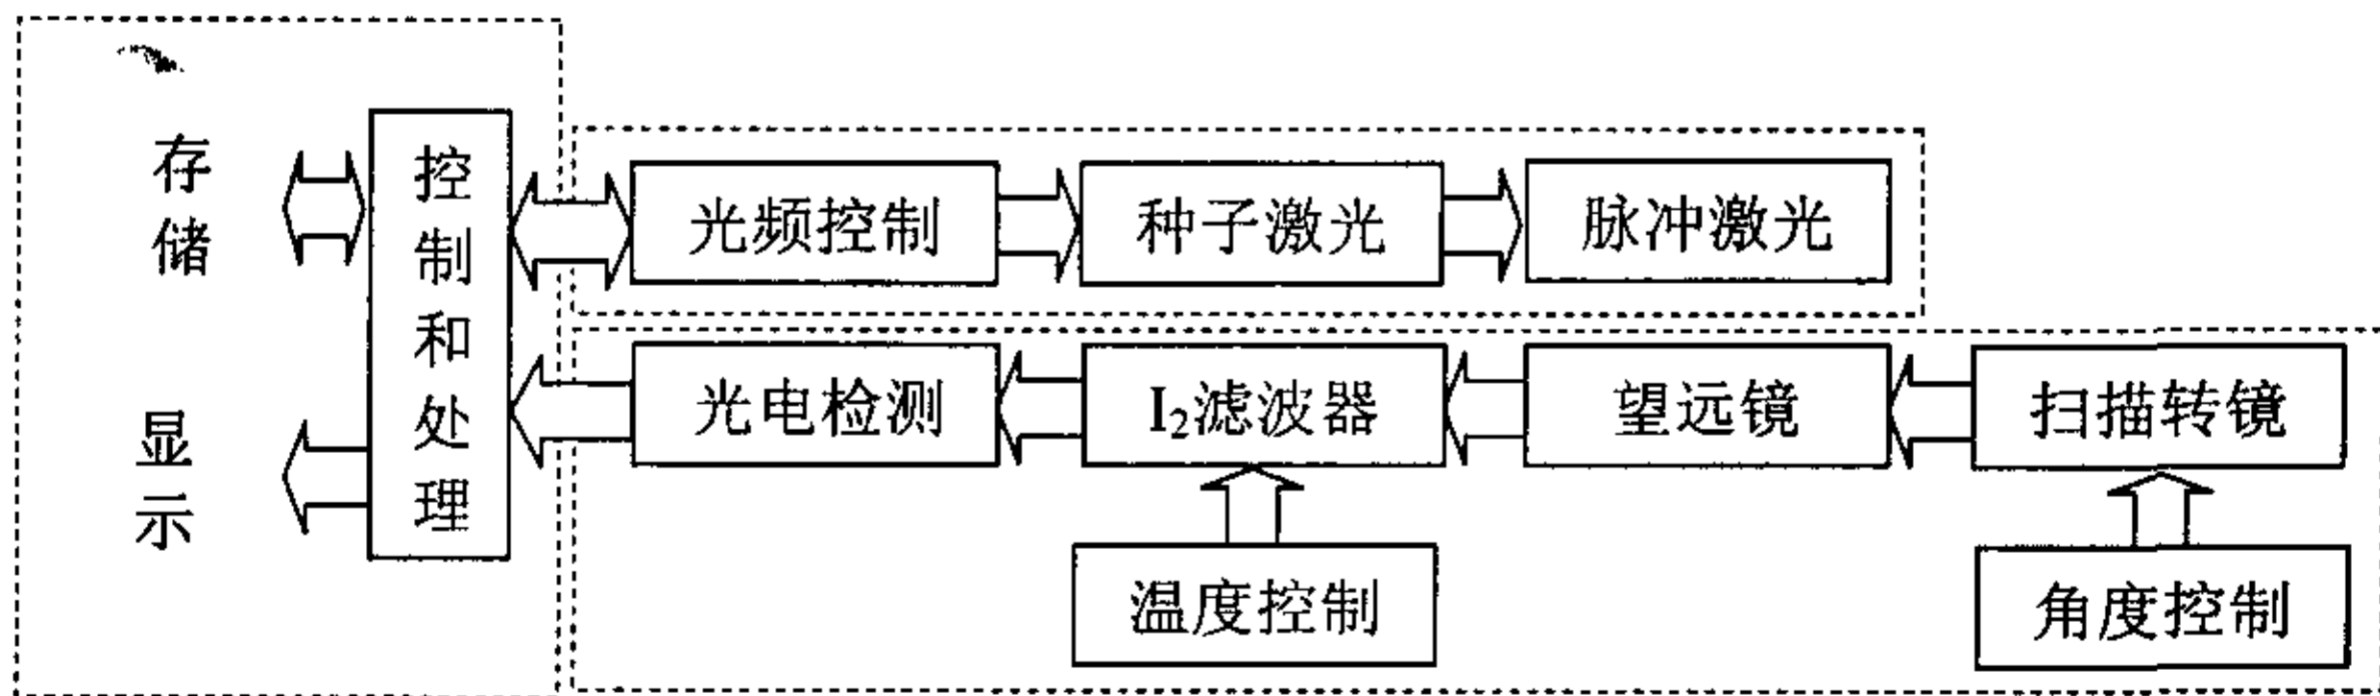 存储
显示
控制和处理
光频控制
种子激光
脉冲激光
光电检测
I₂滤波器
望远镜
扫描转镜
温度控制
角度控制